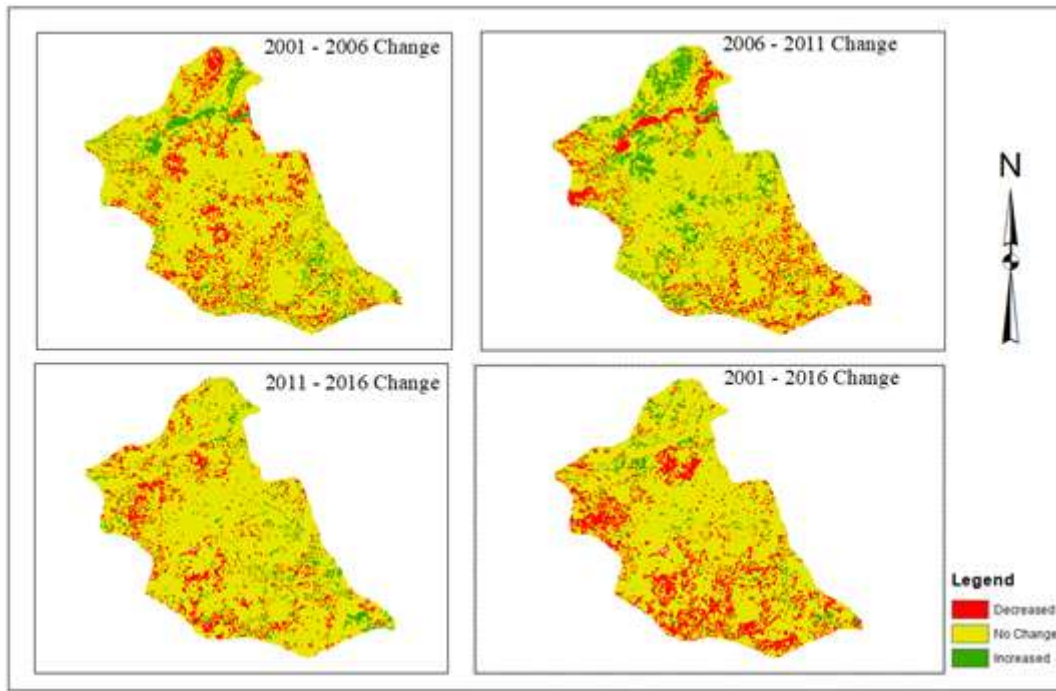 2001 - 2006 Change
2006 - 2011 Change
N
2011 - 2016 Change
2001 - 2016 Change
Legend
Decreased
No Change
Increased